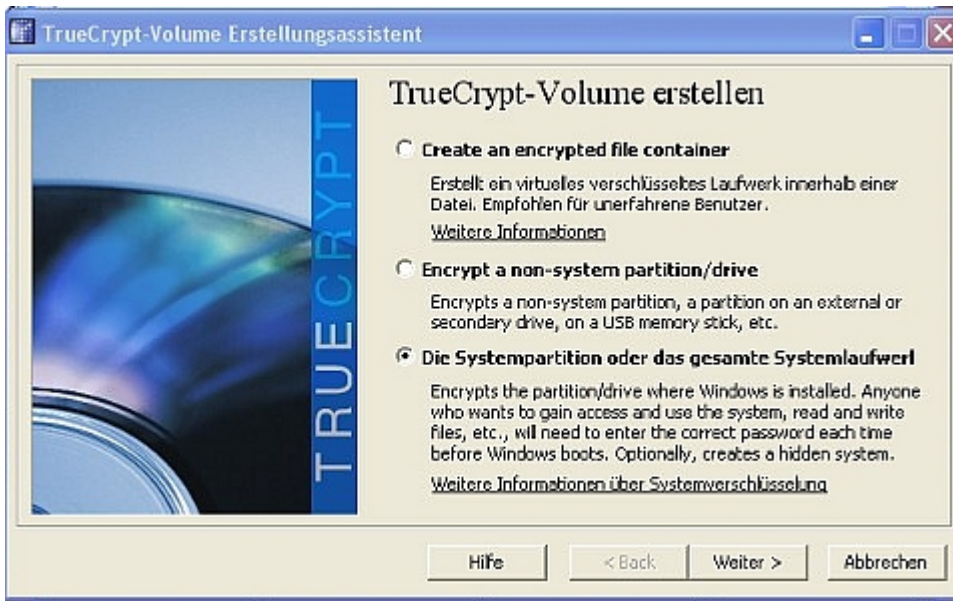 TrueCrypt-Volume Erstellungsassistent
TRUECRYPT
TrueCrypt-Volume erstellen
Create an encrypted file container
Erstellt ein virtuelles verschlüsseltes Laufwerk innerhalb einer
Datei. Empfohlen für unerfahrene Benutzer.
Weitere Informationen
Encrypt a non-system partition/drive
Encrypts a non-system partition, a partition on an external or
secondary drive, on a USB memory stick, etc.
Die Systempartition oder das gesamte Systemlaufwerl
Encrypts the partition/drive where Windows is installed. Anyone
who wants to gain access and use the system, read and write
files, etc., will need to enter the correct password each time
before Windows boots. Optionally, creates a hidden system.
Weitere Informationen über Systemverschlüsselung
Hilfe
< Back
Weiter >
Abbrechen